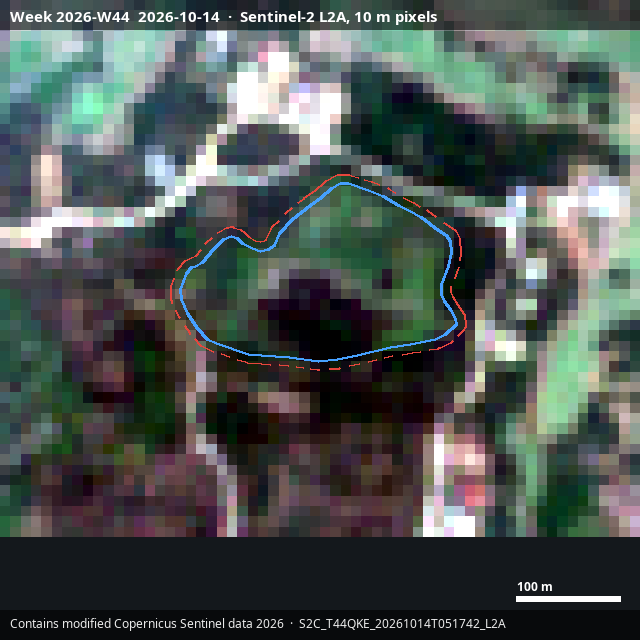 Week 2026-W44  2026-10-14  ·  Sentinel-2 L2A, 10 m pixels
100 m
Contains modified Copernicus Sentinel data 2026  ·  S2C_T44QKE_20261014T051742_L2A